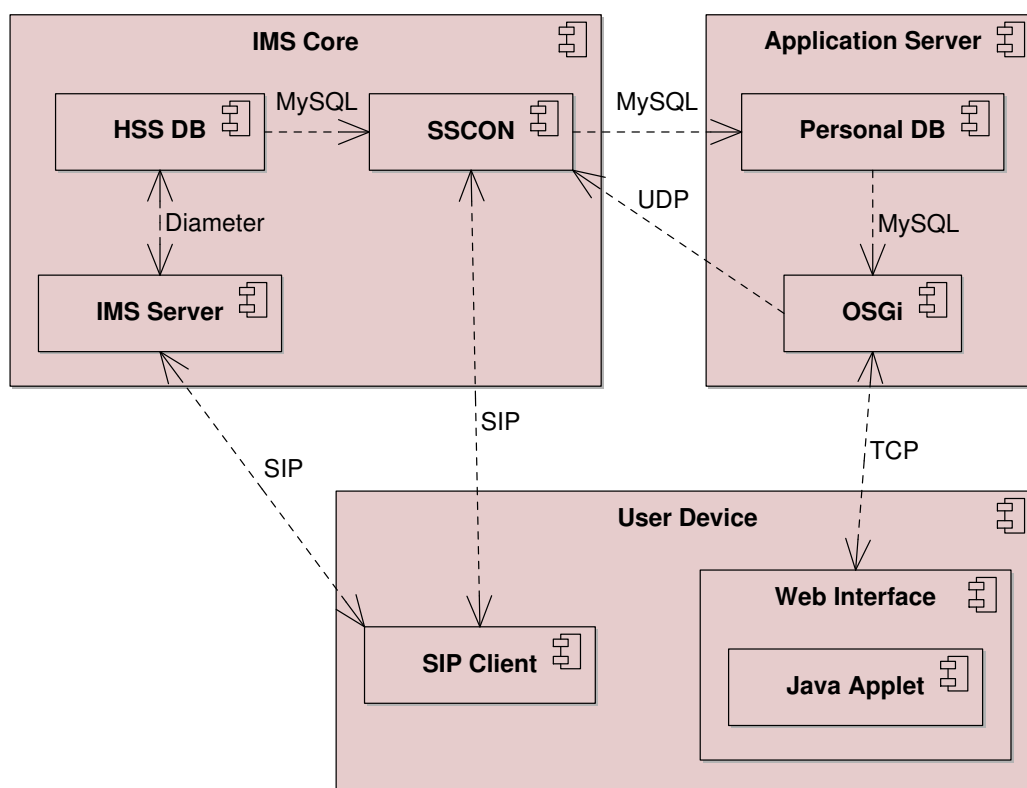 IMS Core
Application Server
HSS DB
MySQL
SSCON
MySQL
Personal DB
UDP
Diameter
MySQL
IMS Server
OSGi
SIP
SIP
TCP
User Device
Web Interface
SIP Client
Java Applet